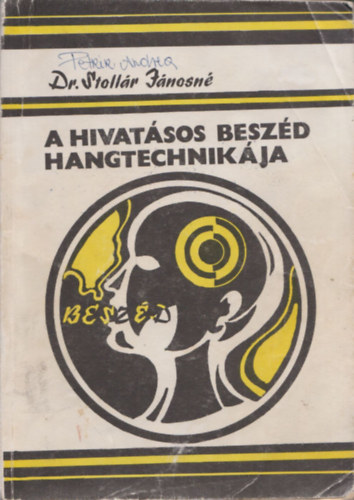 Dr. Stollár Jánosné
A HIVATÁSOS BESZÉD
HANGTECHNIKÁJA
BESZÉD